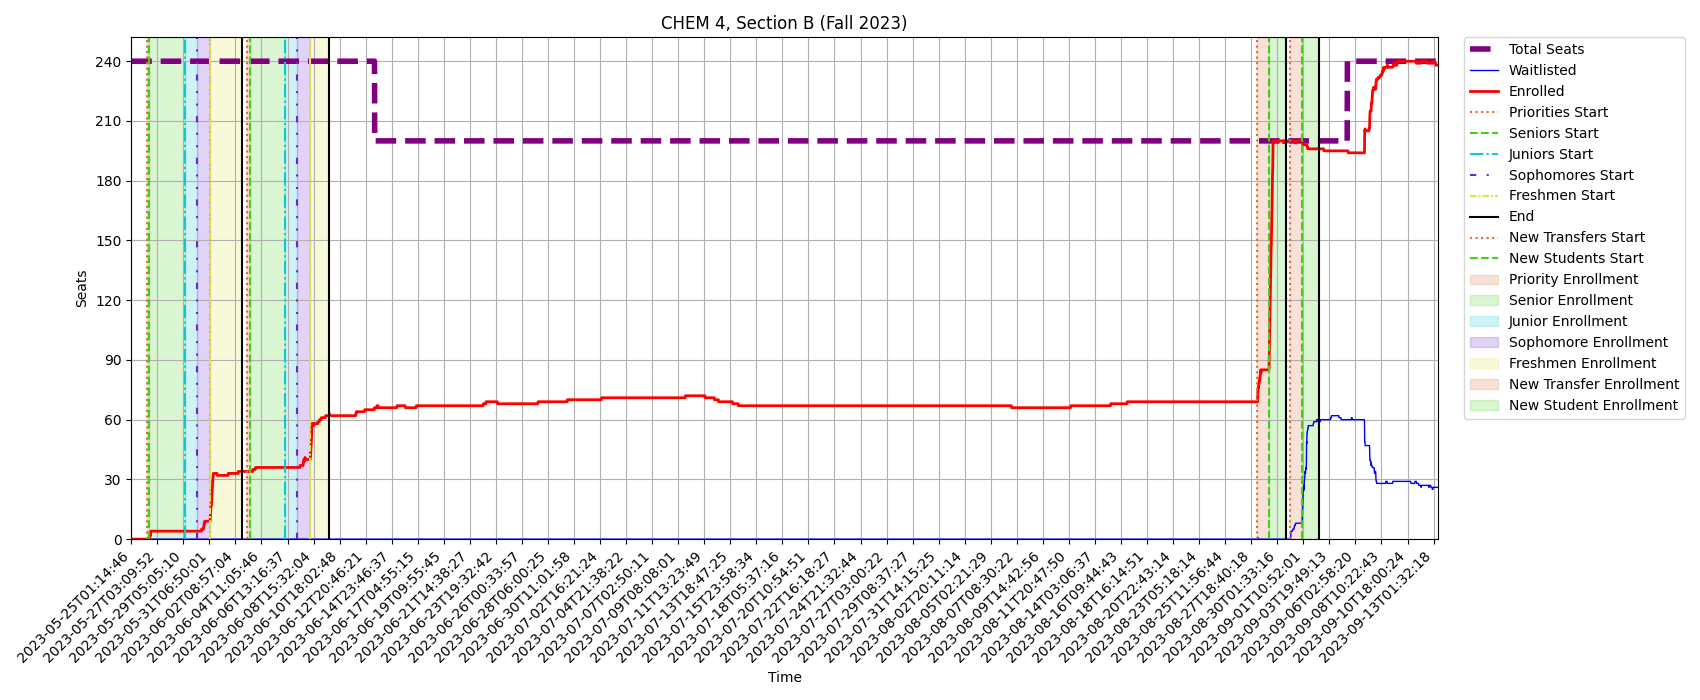 CHEM 4, Section B (Fall 2023)
Seats
240
210
180
150
120
90
60
30
0
2023-05-25T01:14:46
2023-05-27T03:09:52
2023-05-29T05:05:10
2023-05-31T06:50:01
2023-06-02T08:57:04
2023-06-04T11:05:46
2023-06-06T13:16:37
2023-06-08T15:32:04
2023-06-10T18:02:48
2023-06-12T20:46:21
2023-06-14T23:46:37
2023-06-17T04:55:15
2023-06-19T09:55:45
2023-06-21T14:38:27
2023-06-23T19:32:42
2023-06-26T00:33:57
2023-06-28T06:00:25
2023-06-30T11:01:58
2023-07-02T16:21:24
2023-07-04T21:38:22
2023-07-07T02:50:11
2023-07-09T08:08:01
2023-07-11T13:23:49
2023-07-13T18:47:25
2023-07-15T23:58:34
2023-07-18T05:37:16
2023-07-20T10:54:51
2023-07-22T16:18:27
2023-07-24T21:32:44
2023-07-27T03:00:22
2023-07-29T08:37:27
2023-07-31T14:15:25
2023-08-02T20:11:14
2023-08-05T02:21:29
2023-08-07T08:30:22
2023-08-09T14:42:56
2023-08-11T20:47:50
2023-08-14T03:06:37
2023-08-16T09:44:43
2023-08-18T16:14:51
2023-08-20T22:43:14
2023-08-23T05:18:14
2023-08-25T11:56:44
2023-08-27T18:40:18
2023-08-30T01:33:16
2023-09-01T10:52:01
2023-09-03T19:49:13
2023-09-06T02:58:20
2023-09-08T10:22:43
2023-09-10T18:00:24
2023-09-13T01:32:18
Time
Total Seats
Waitlisted
Enrolled
Priorities Start
Seniors Start
Juniors Start
Sophomores Start
Freshmen Start
End
New Transfers Start
New Students Start
Priority Enrollment
Senior Enrollment
Junior Enrollment
Sophomore Enrollment
Freshmen Enrollment
New Transfer Enrollment
New Student Enrollment